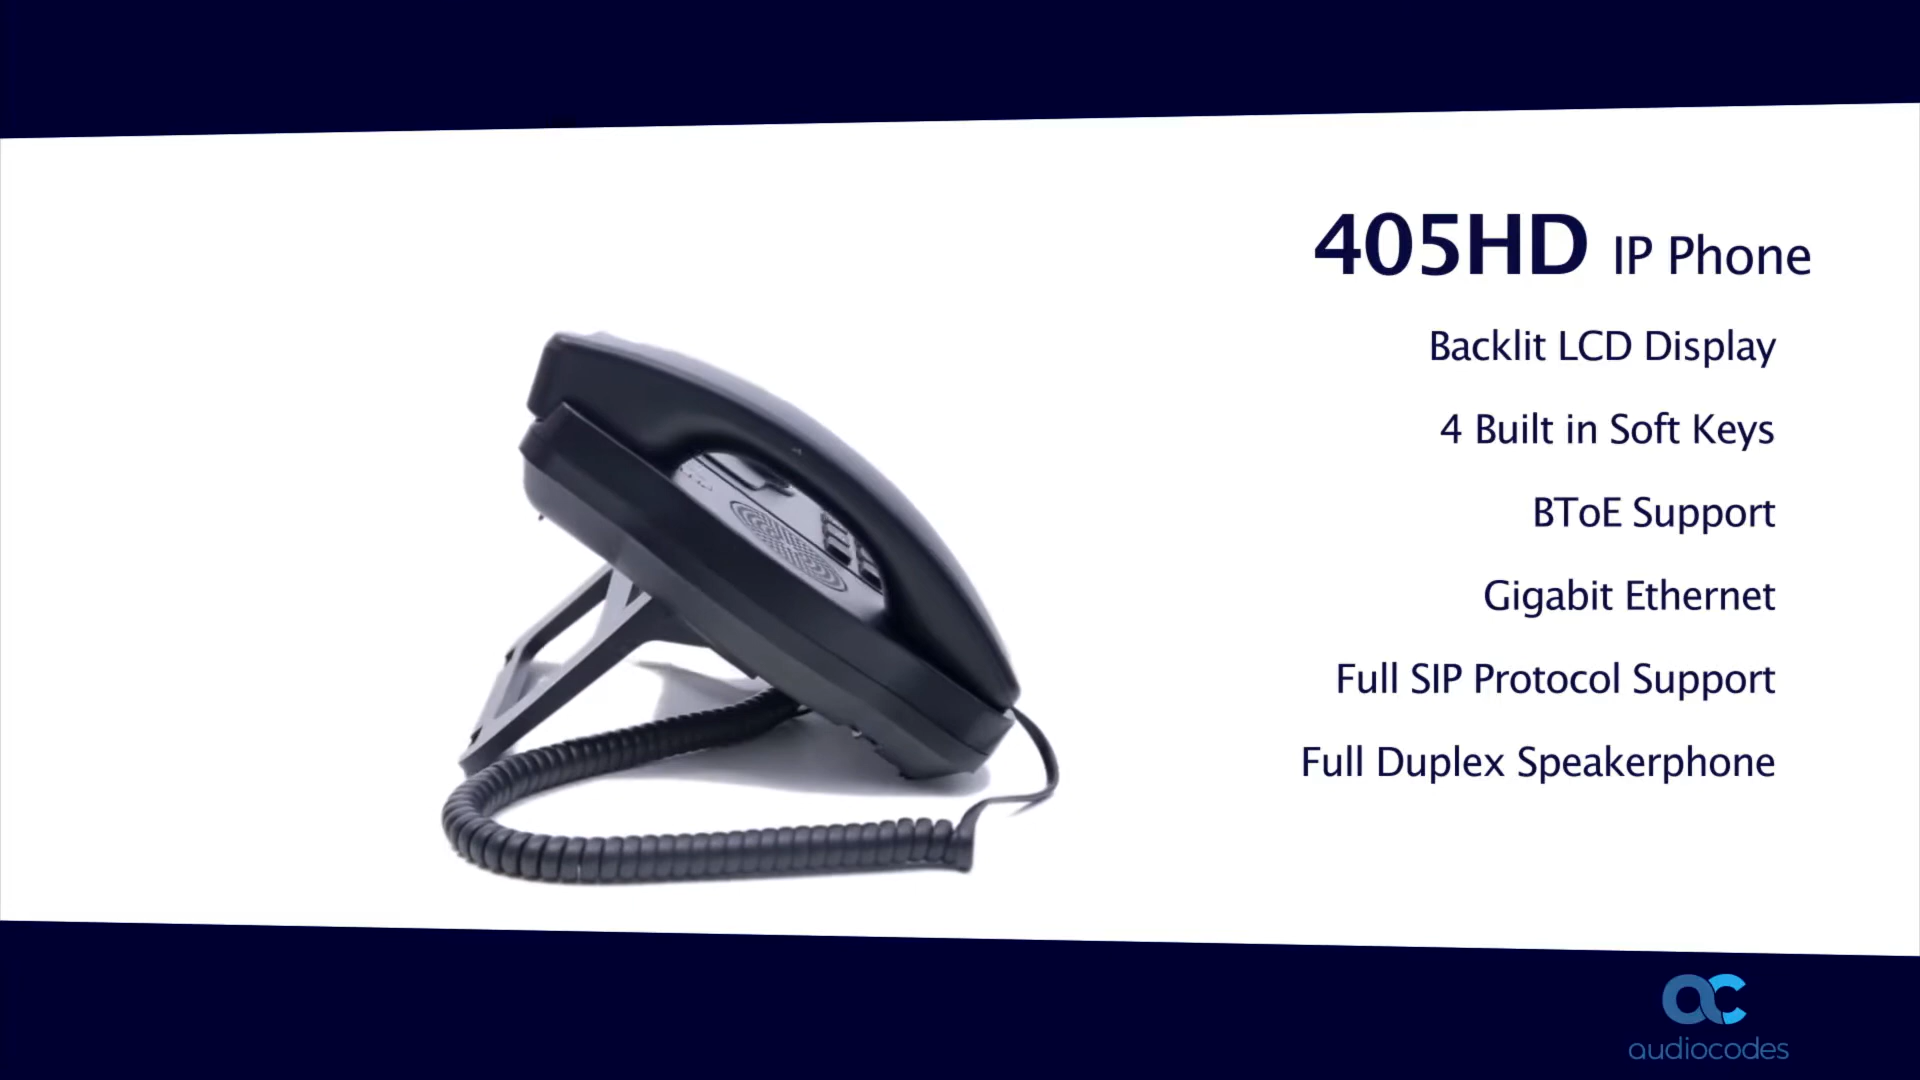 405HD IP Phone
Backlit LCD Display
4 Built in Soft Keys
BToE Support
Gigabit Ethernet
Full SIP Protocol Support
Full Duplex Speakerphone
ac
audiocodes